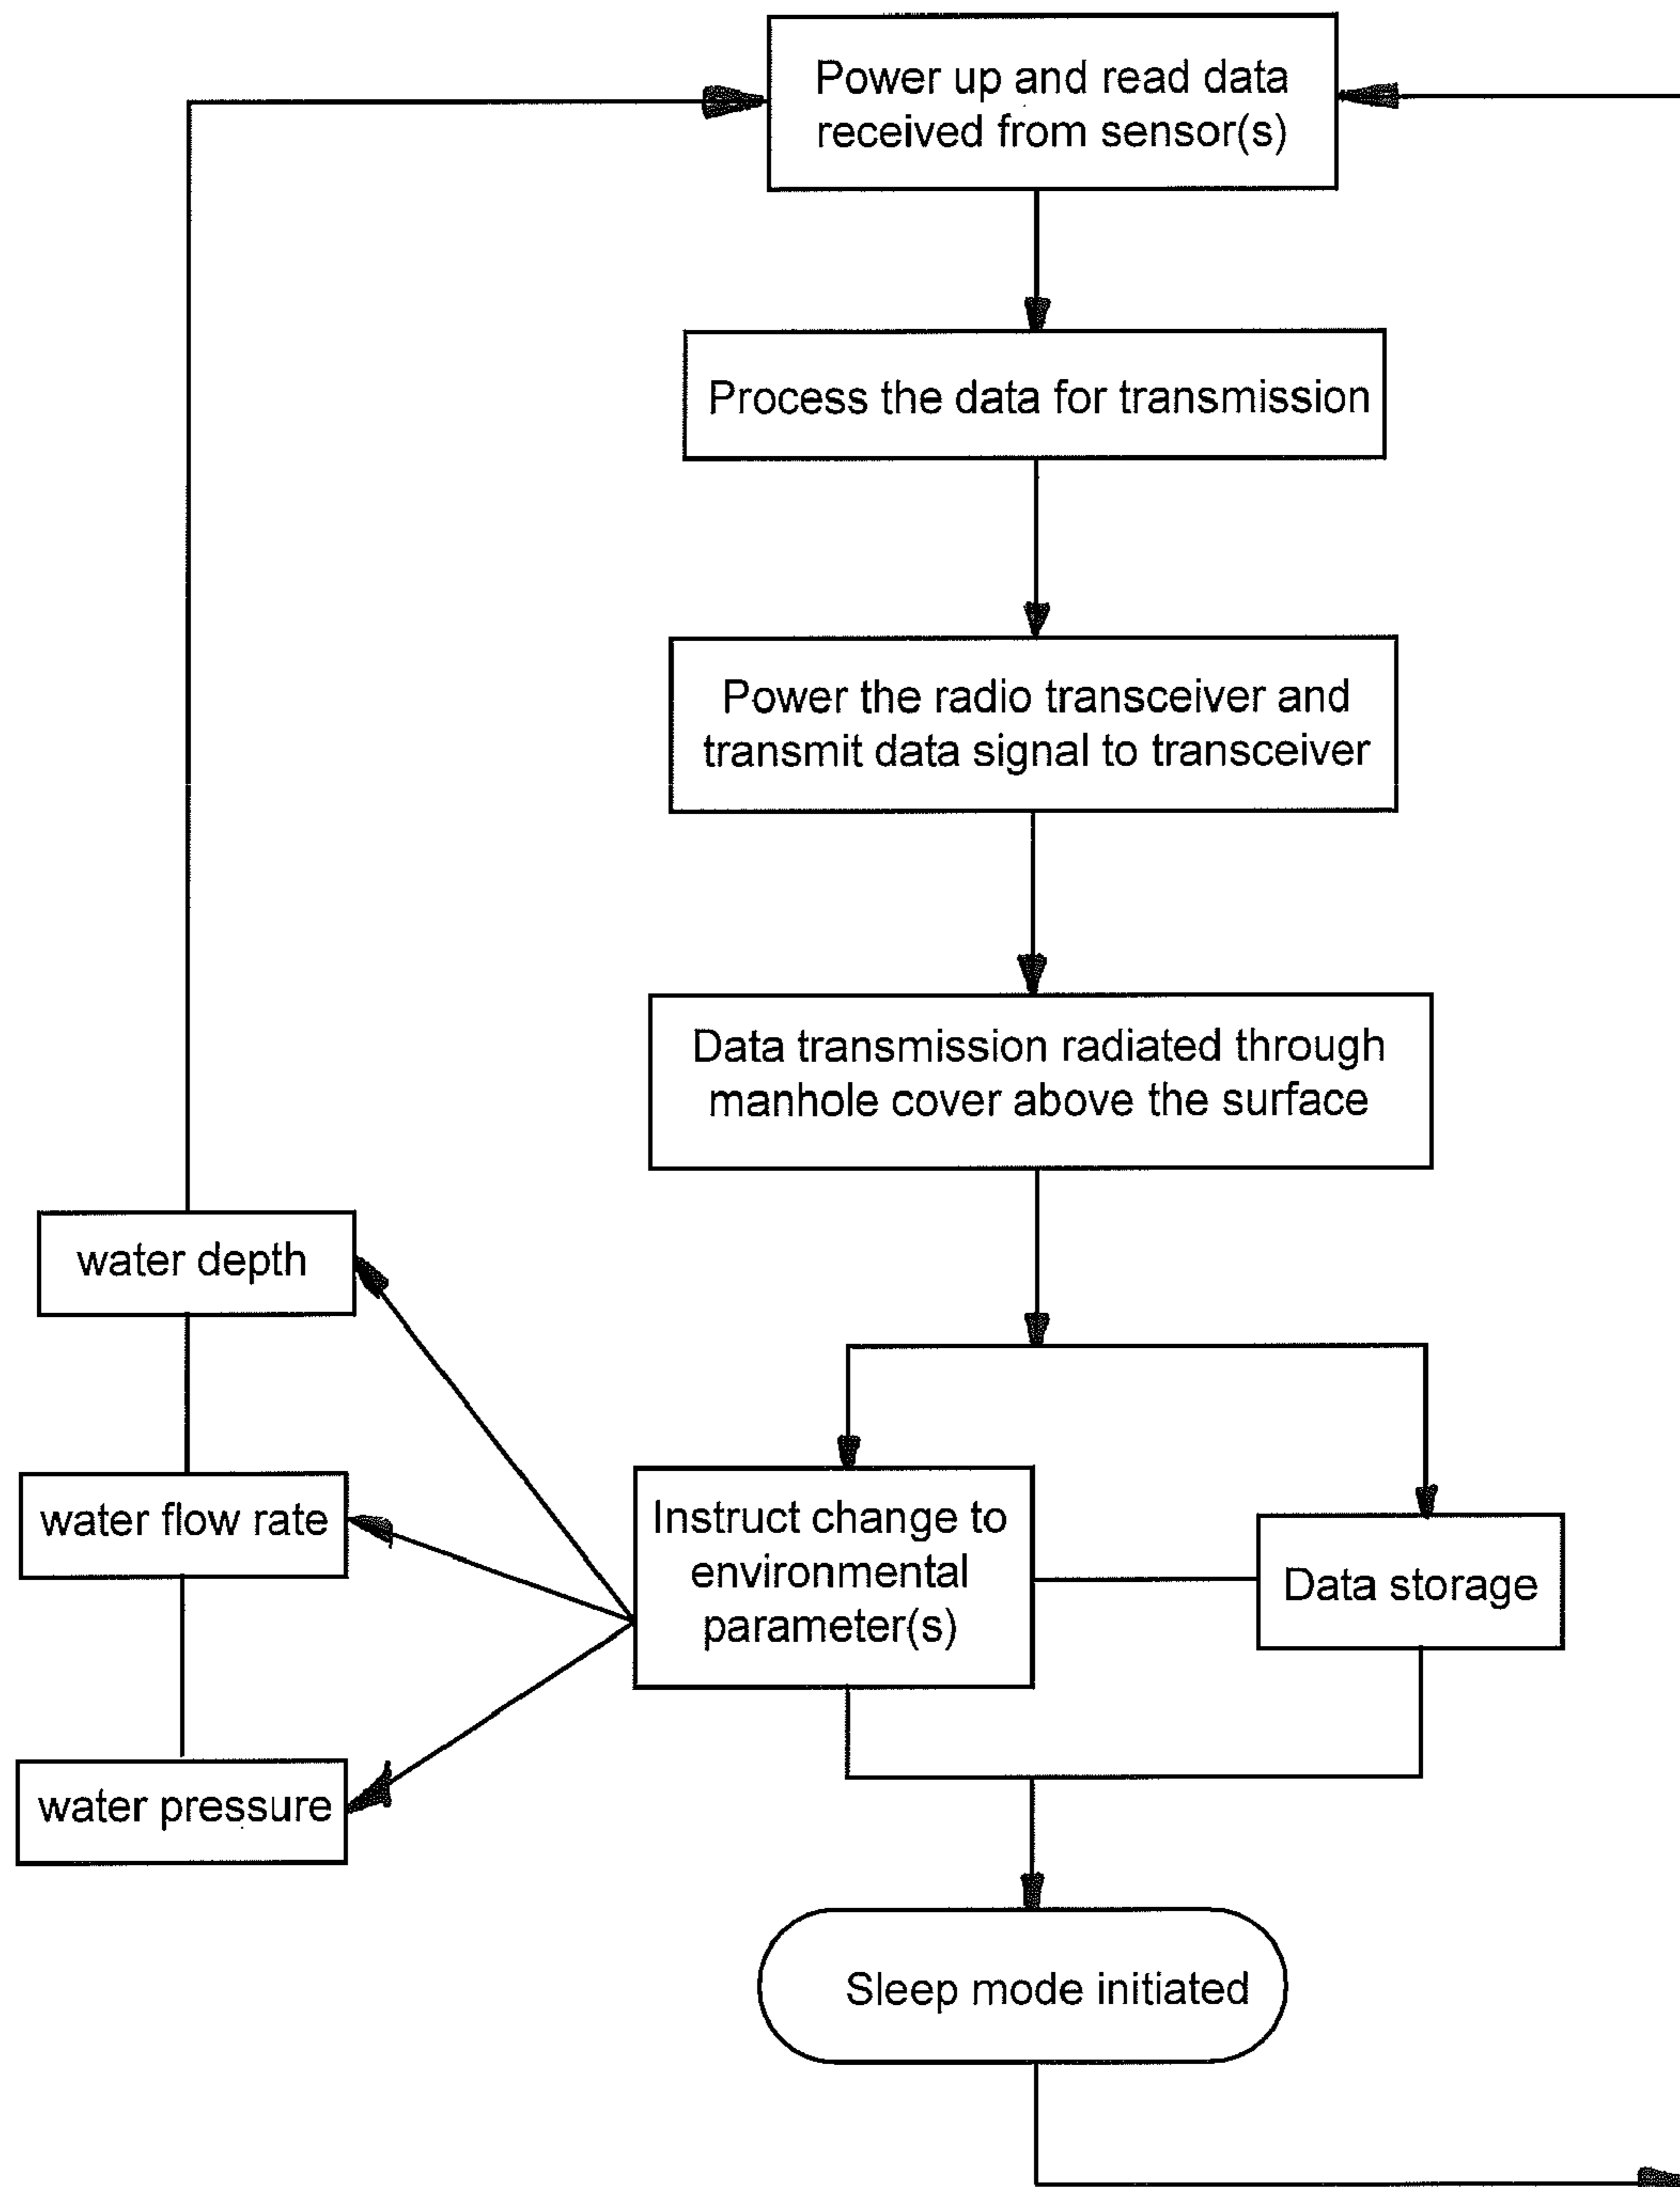 Power up and read data
received from sensor(s)
Process the data for transmission
Power the radio transceiver and
transmit data signal to transceiver
Data transmission radiated through
manhole cover above the surface
water depth
water flow rate
water pressure
Instruct change to
environmental
parameter(s)
Data storage
Sleep mode initiated